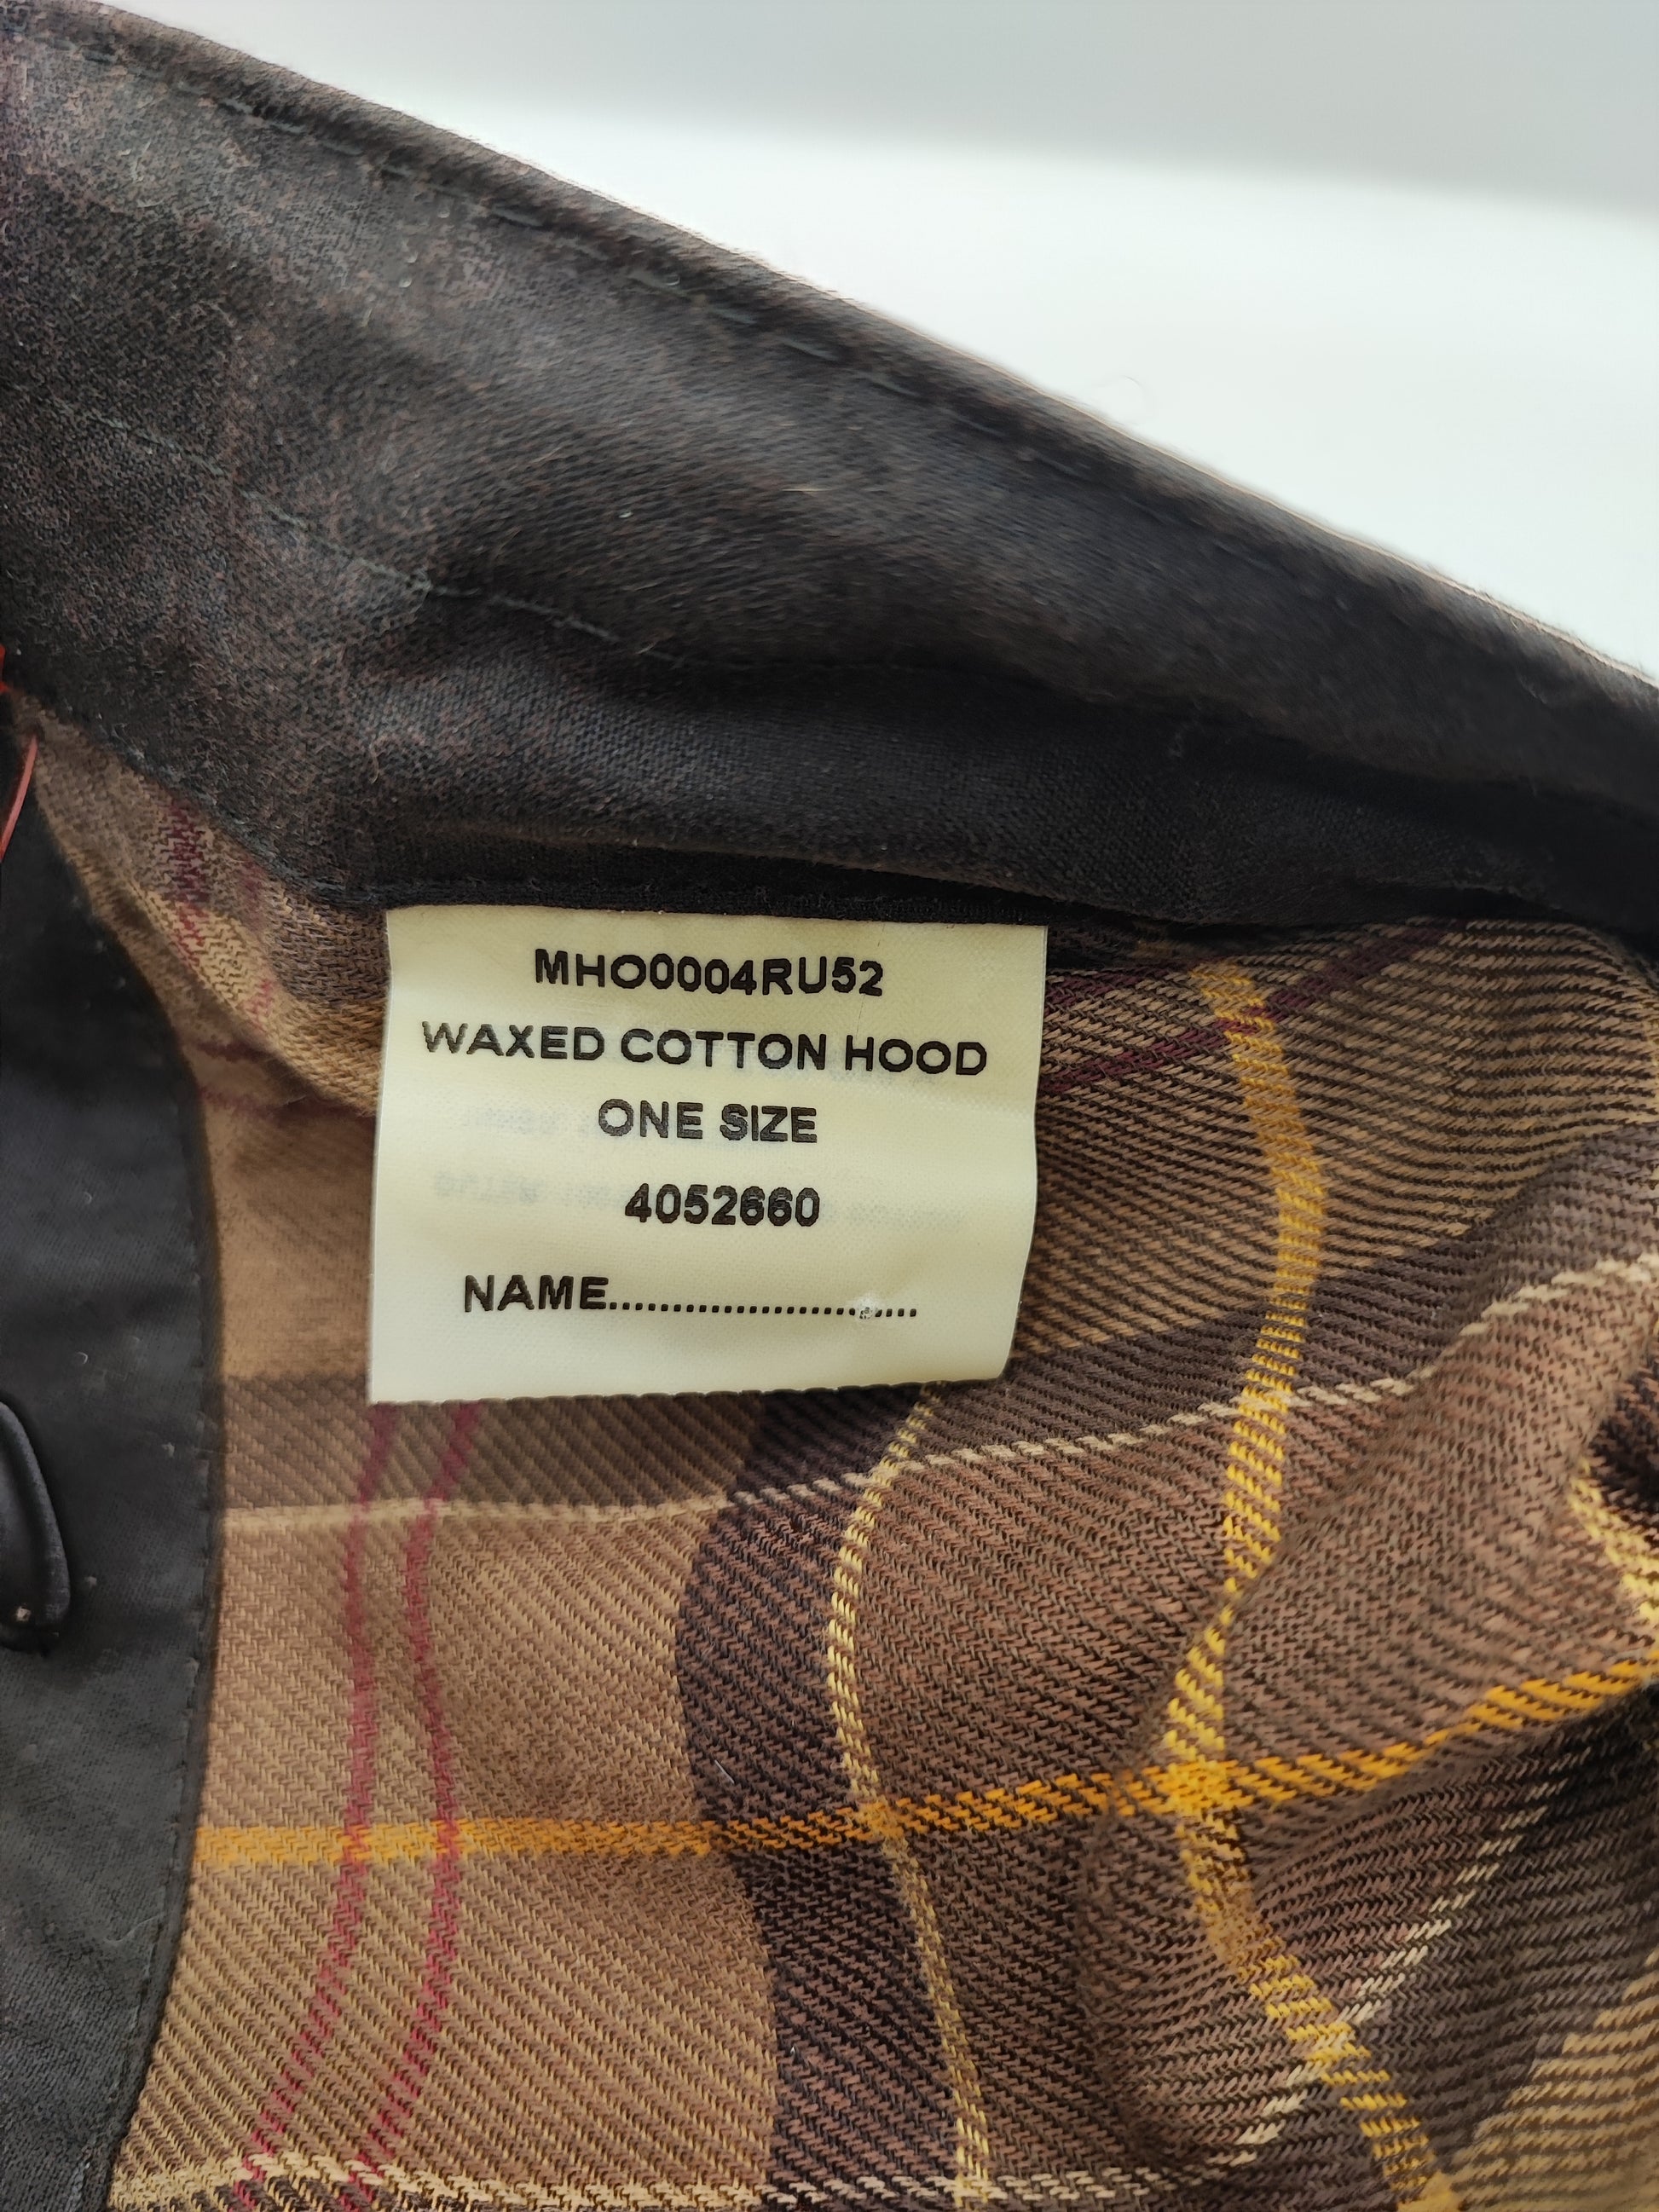 MHO0004RU52
WAXED COTTON HOOD
ONE SIZE
4052660
NAME.........................